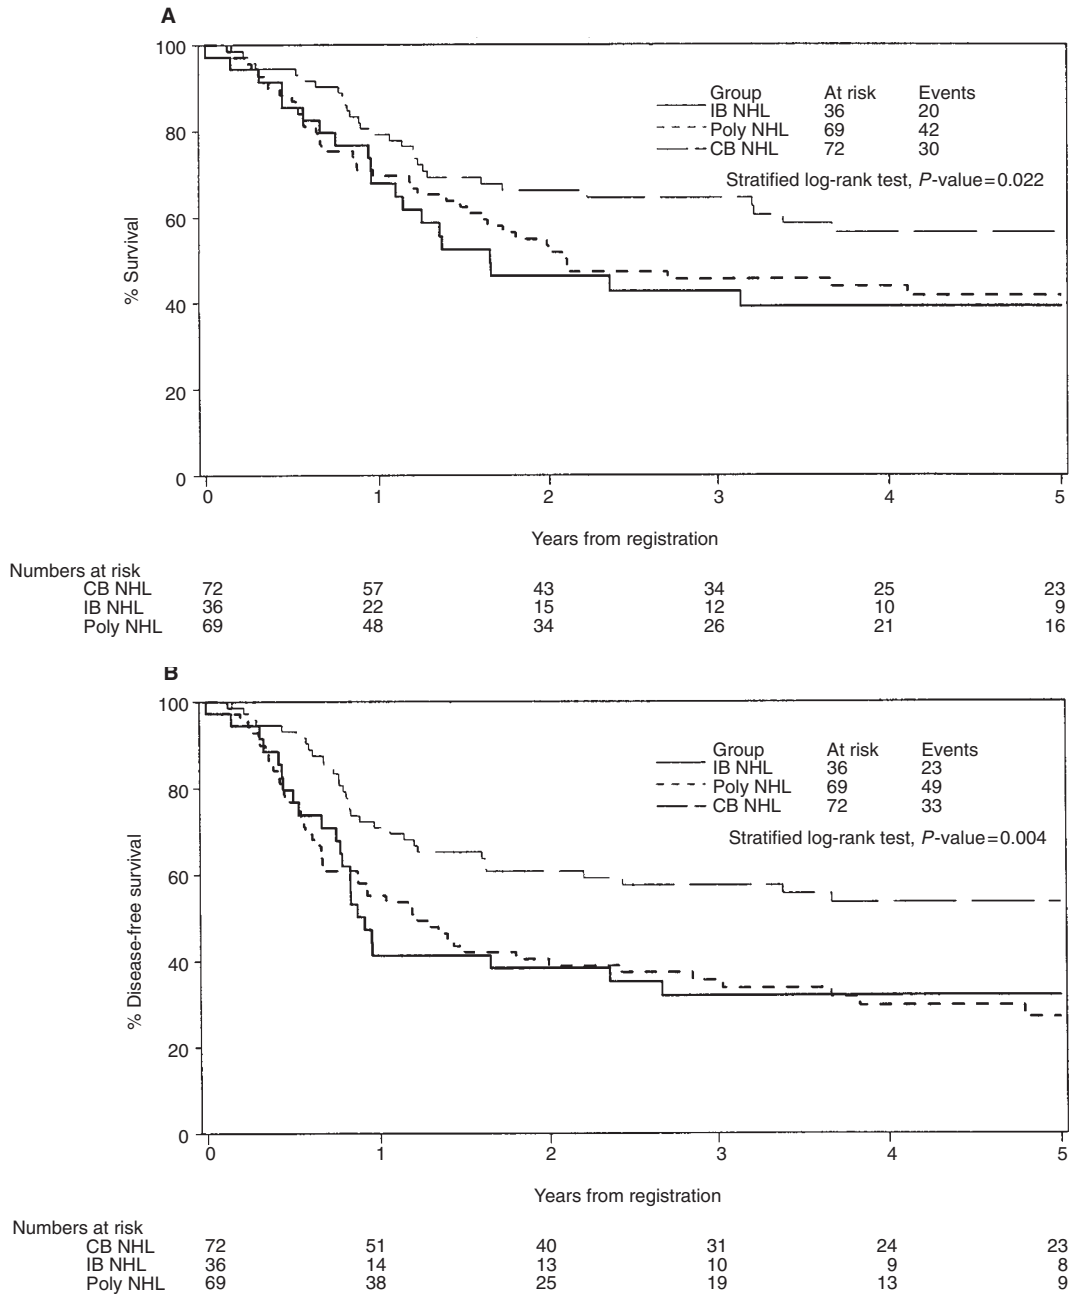 A
100
80
60
40
20
0
% Survival
Group At risk Events
IB NHL 36 20
Poly NHL 69 42
CB NHL 72 30
Stratified log-rank test, P-value=0.022
0 1 2 3 4 5
Years from registration
Numbers at risk
CB NHL 72 57 43 34 25 23
IB NHL 36 22 15 12 10 9
Poly NHL 69 48 34 26 21 16
B
100
80
60
40
20
0
% Disease-free survival
Group At risk Events
IB NHL 36 23
Poly NHL 69 49
CB NHL 72 33
Stratified log-rank test, P-value=0.004
0 1 2 3 4 5
Years from registration
Numbers at risk
CB NHL 72 51 40 31 24 23
IB NHL 36 14 13 10 9 8
Poly NHL 69 38 25 19 13 9